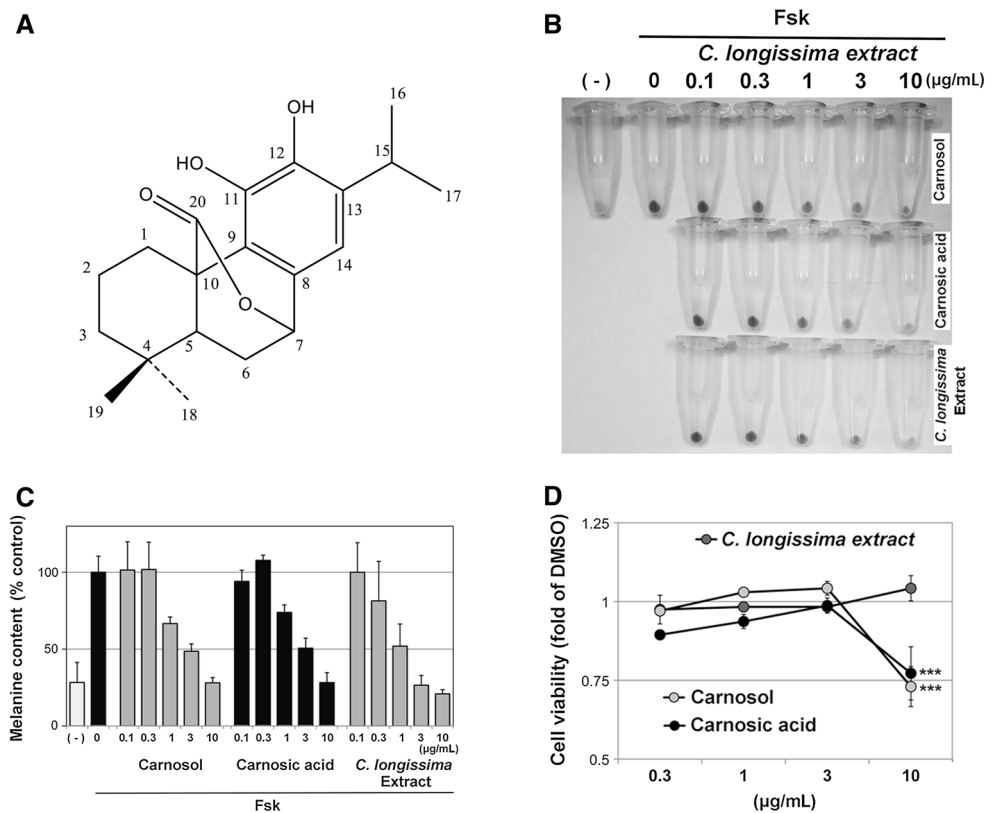 A
OH
HO
O
O
16
15
17
12
11
13
20
9
14
1
2
10
8
3
4
5
7
6
19
18
B
Fsk
C. longissima extract
(-) 0 0.1 0.3 1 3 10 (µg/mL)
Carnosol
Carnosic acid
C. longissima
Extract
C
Melanine content (% control)
100
50
0
(-) 0 0.1 0.3 1 3 10 0.1 0.3 1 3 10 0.1 0.3 1 3 10
(µg/mL)
Carnosol Carnosic acid C. longissima
Extract
Fsk
D
Cell viability (fold of DMSO)
1.25
1
0.75
0.5
C. longissima extract
***
***
Carnosol
Carnosic acid
0.3 1 3 10
(µg/mL)